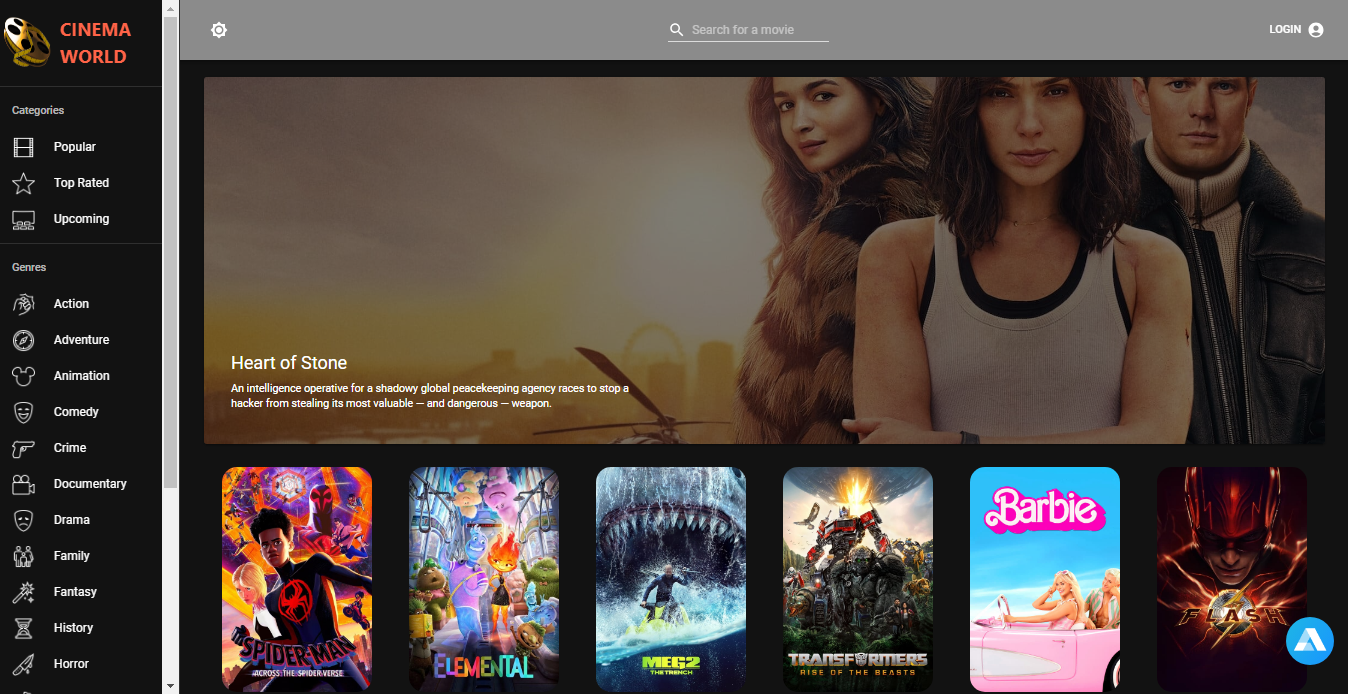 CINEMA
WORLD
Search for a movie
LOGIN
Categories
Popular
Top Rated
Upcoming
Genres
Action
Adventure
Animation
Comedy
Crime
Documentary
Drama
Family
Fantasy
History
Horror
Heart of Stone
An intelligence operative for a shadowy global peacekeeping agency races to stop a
hacker from stealing its most valuable — and dangerous — weapon.
SPIDER-MAN
ACROSS THE SPIDER-VERSE
ELEMENTAL
MEG2
THE TRENCH
TRANSFORMERS
RISE OF THE BEASTS
Barbie
FLASH